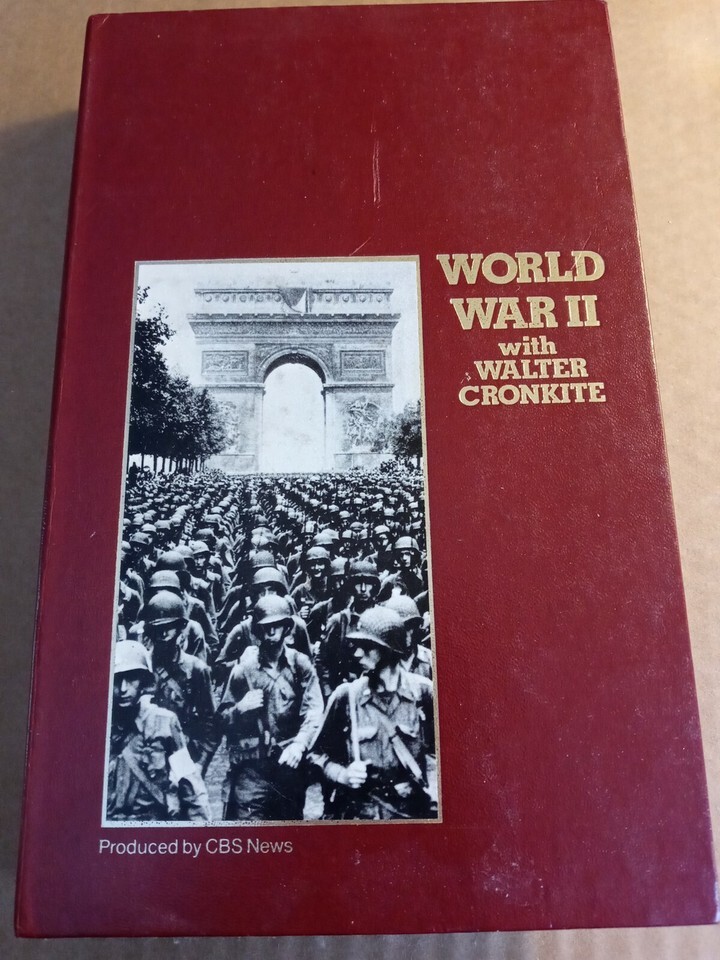 WORLD
WAR II
with
WALTER
CRONKITE
Produced by CBS News